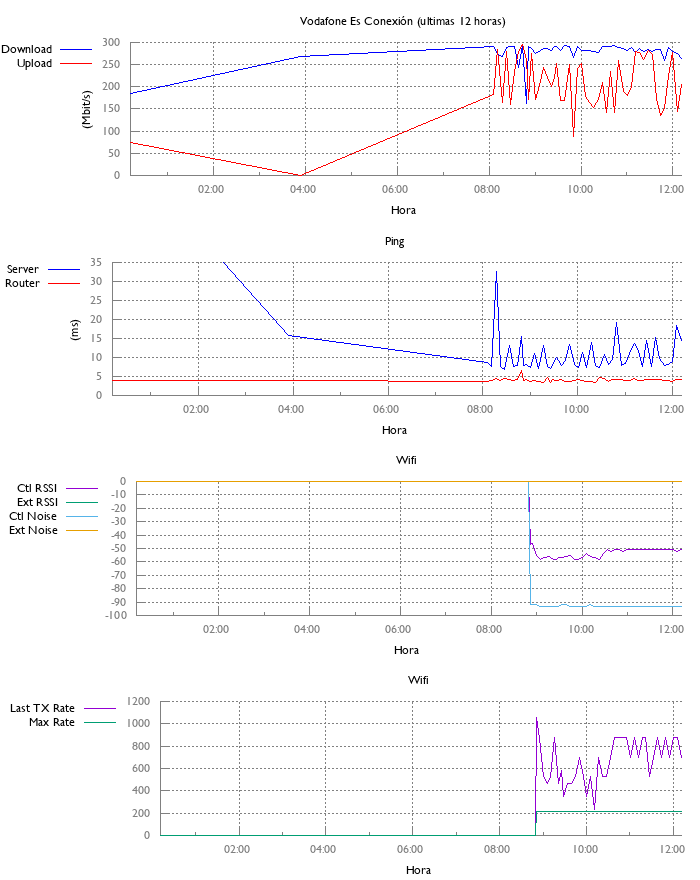 Vodafone Es Conexión (ultimas 12 horas)
Download
Upload
300
250
200
150
100
50
0
(Mbit/s)
02:00 04:00 06:00 08:00 10:00 12:00
Hora
Ping
Server
Router
35
30
25
20
15
10
5
0
(ms)
02:00 04:00 06:00 08:00 10:00 12:00
Hora
Wifi
Ctl RSSI
Ext RSSI
Ctl Noise
Ext Noise
0
-10
-20
-30
-40
-50
-60
-70
-80
-90
-100
02:00 04:00 06:00 08:00 10:00 12:00
Hora
Wifi
Last TX Rate
Max Rate
1200
1000
800
600
400
200
0
02:00 04:00 06:00 08:00 10:00 12:00
Hora